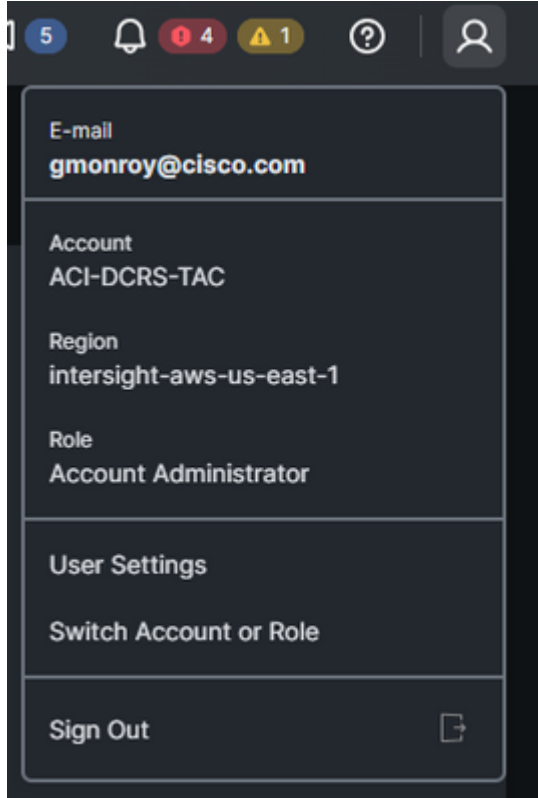 5 4 1
E-mail
gmonroy@cisco.com
Account
ACI-DCRS-TAC
Region
intersight-aws-us-east-1
Role
Account Administrator
User Settings
Switch Account or Role
Sign Out